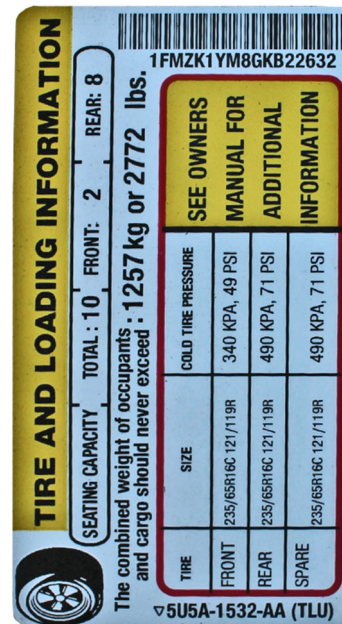 1FMZK1YM8GKB22632
TIRE AND LOADING INFORMATION
SEATING CAPACITY TOTAL : 10 FRONT: 2 REAR: 8
The combined weight of occupants
and cargo should never exceed : 1257 kg or 2772 lbs.
TIRE SIZE COLD TIRE PRESSURE SEE OWNERS
FRONT 235/65R16C 121/119R 340 KPA, 49 PSI MANUAL FOR
REAR 235/65R16C 121/119R 490 KPA, 71 PSI ADDITIONAL
SPARE 235/65R16C 121/119R 490 KPA, 71 PSI INFORMATION
▽5U5A-1532-AA (TLU)